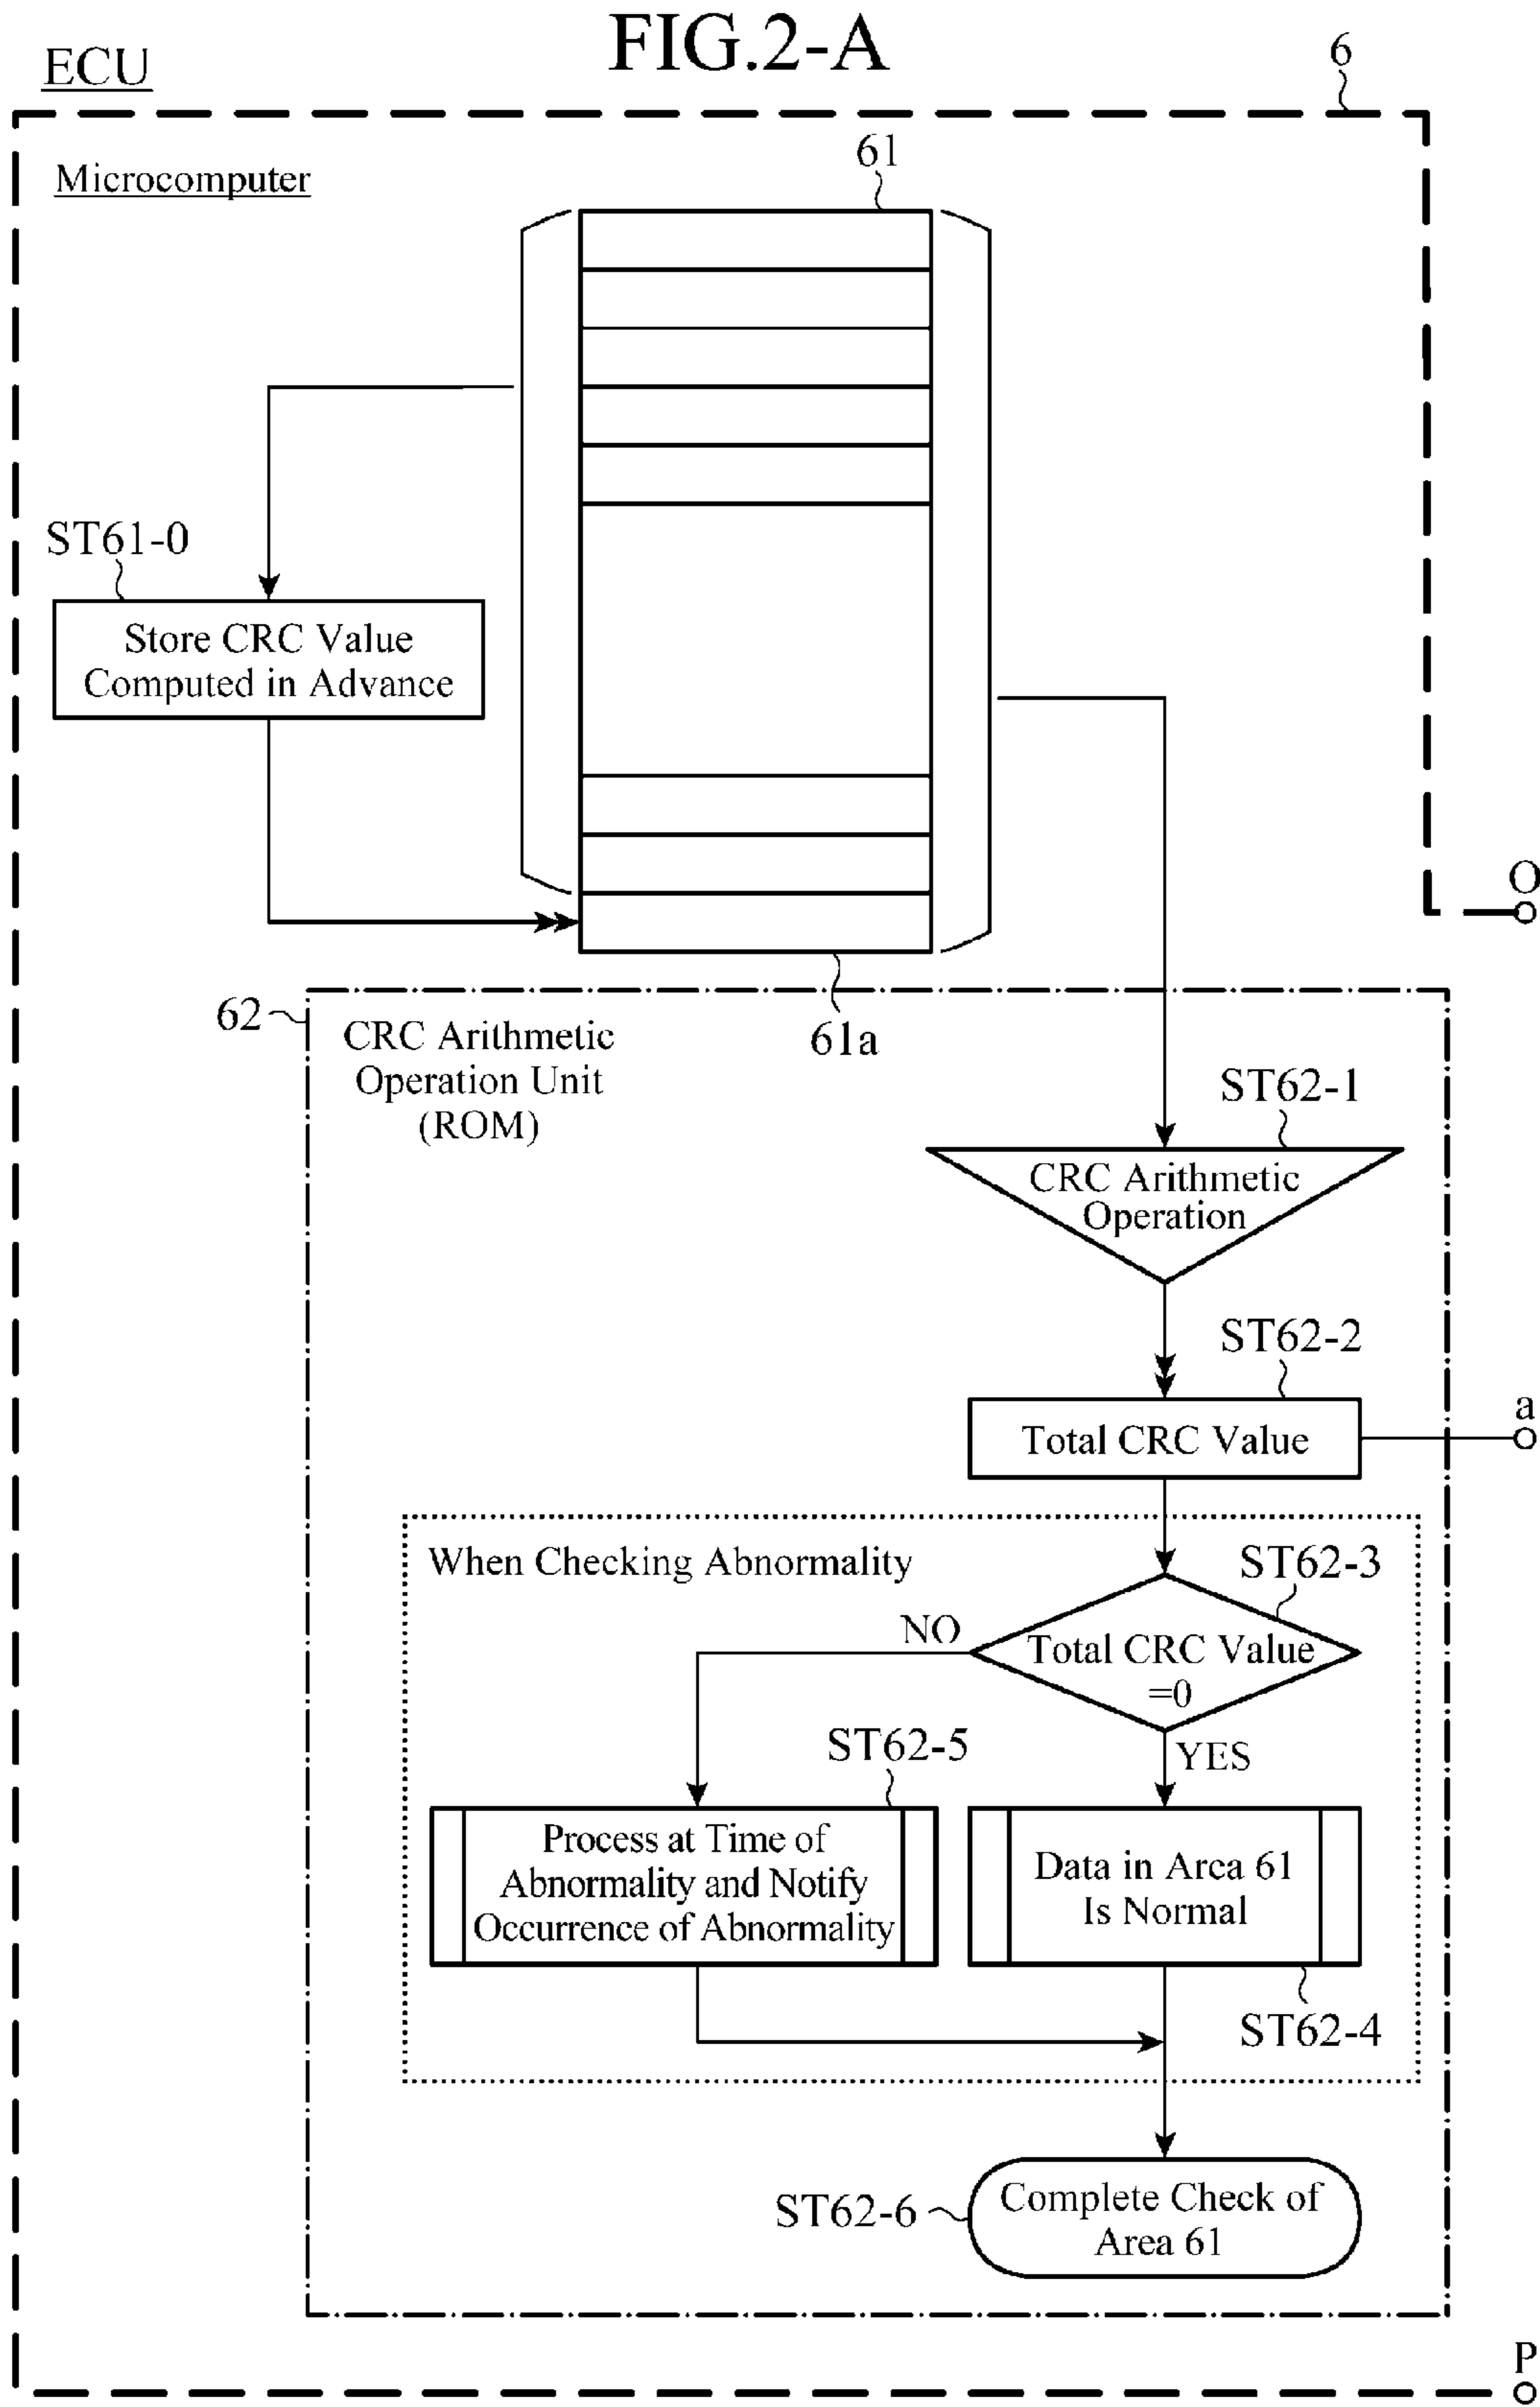 FIG.2-A
ECU
6
Microcomputer
61
ST61-0
Store CRC Value
Computed in Advance
O
61a
62
CRC Arithmetic
Operation Unit
(ROM)
ST62-1
CRC Arithmetic
Operation
ST62-2
Total CRC Value
a
When Checking Abnormality
ST62-3
NO
Total CRC Value
=0
YES
ST62-5
Process at Time of
Abnormality and Notify
Occurrence of Abnormality
Data in Area 61
Is Normal
ST62-4
ST62-6
Complete Check of
Area 61
P